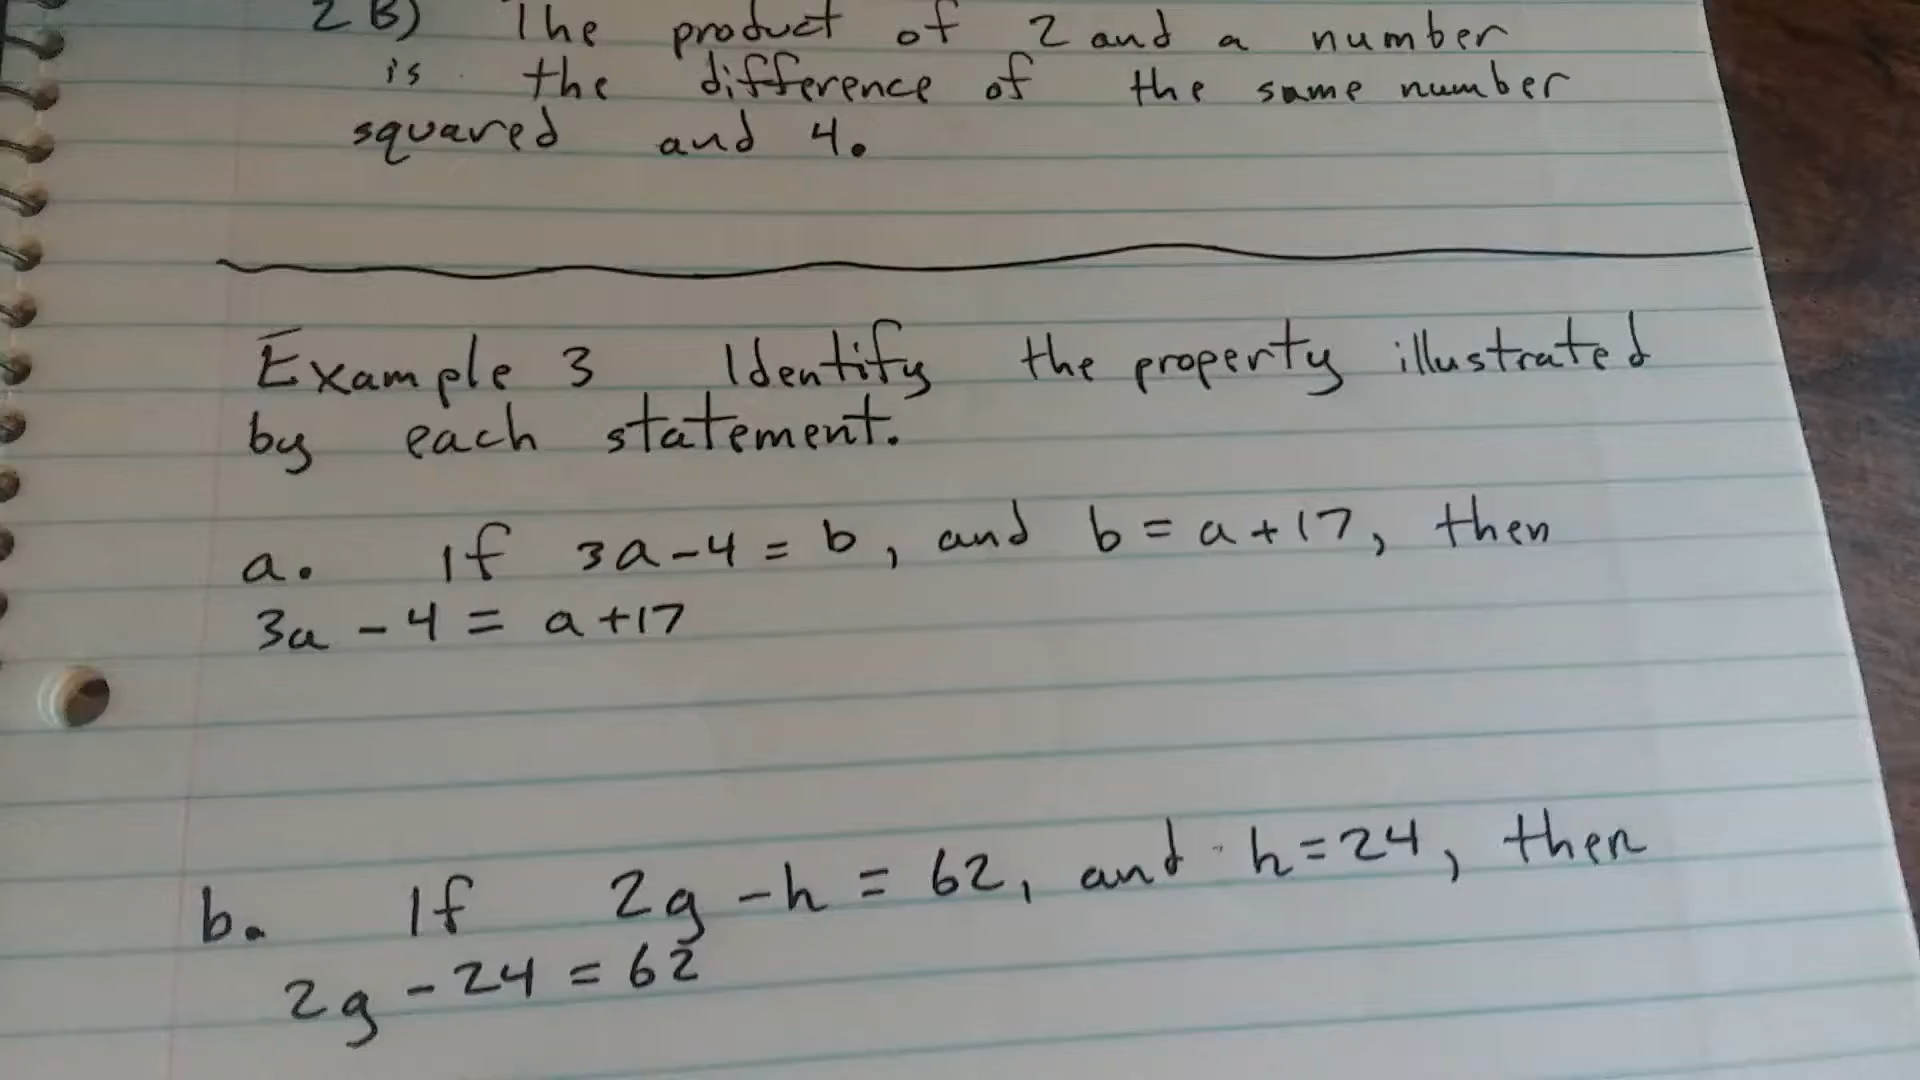 2B) The product of 2 and a number
is the difference of the same number
squared and 4.
Example 3 Identify the property illustrated
by each statement.
a. If 3a-4 = b, and b = a+17, then
3a - 4 = a+17
b. If 2g -h = 62, and h=24, then
2g - 24 = 62